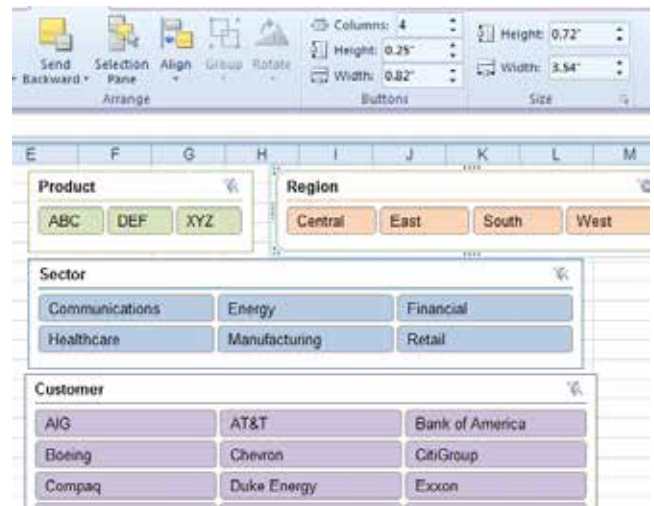 Columns: 4
Height: 0.25"
Width: 0.82"
Height: 0.72"
Width: 3.54"
Send Backward
Selection Pane
Align
Group
Rotate
Arrange
Buttons
Size
E F G H I J K L M
Product
Region
ABC DEF XYZ
Central East South West
Sector
Communications Energy Financial
Healthcare Manufacturing Retail
Customer
AIG AT&T Bank of America
Boeing Chevron CitiGroup
Compaq Duke Energy Exxon